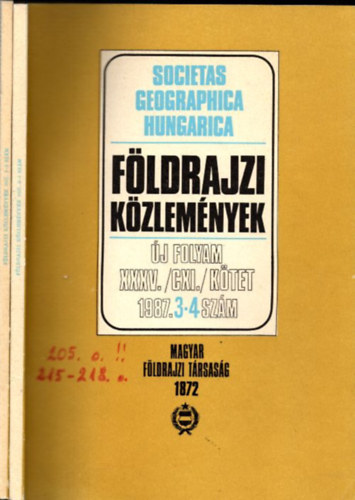 SOCIETAS
GEOGRAPHICA
HUNGARICA
FÖLDRAJZI
KÖZLEMÉNYEK
ÚJ FOLYAM
XXXV. /CXI./ KÖTET
1987. 3-4 SZÁM
205. o. !!
215-218. o.
MAGYAR
FÖLDRAJZI TÁRSASÁG
1872